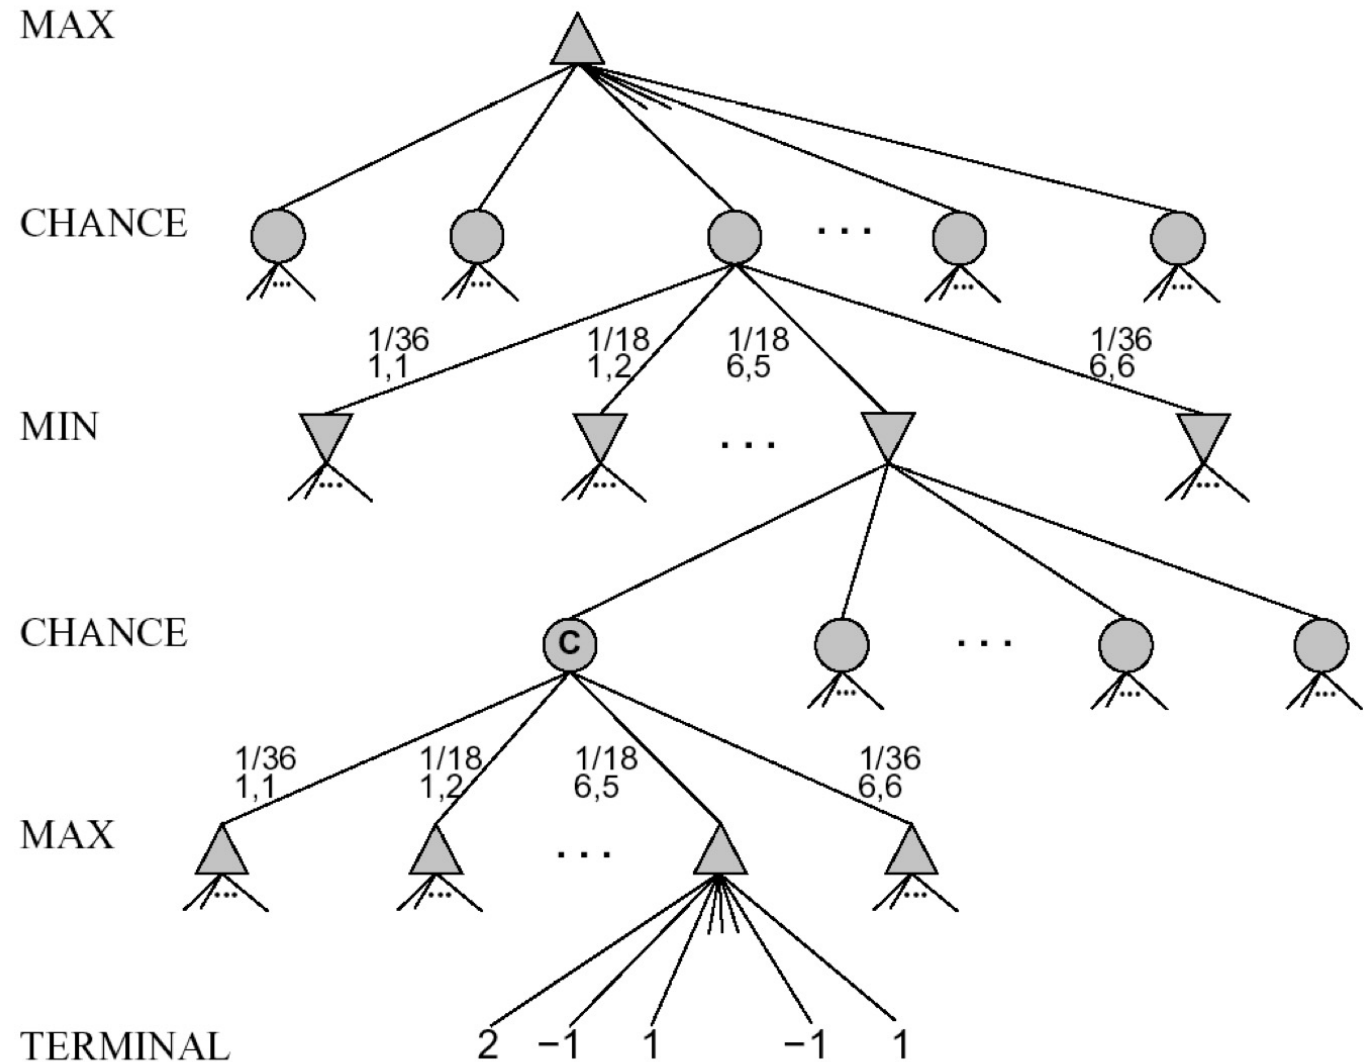 MAX
CHANCE
...
1/36 1/18 1/18 1/36
1,1 1,2 6,5 6,6
MIN
...
CHANCE
C
...
1/36 1/18 1/18 1/36
1,1 1,2 6,5 6,6
MAX
...
TERMINAL 2 −1 1 −1 1